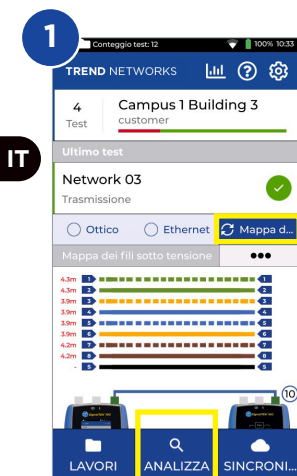 1
Conteggio test: 12
100% 10:33
TREND NETWORKS
IT
4
Test
Campus 1 Building 3
customer
Ultimo test
Network 03
Trasmissione
Ottico Ethernet Mappa d...
Mappa dei fili sotto tensione •••
4.3m 1 1
4.3m 2 2
3.9m 3 3
3.9m 4 4
3.9m 5 5
3.9m 6 6
4.2m 7 7
4.2m 8 8
- S S
10
LAVORI ANALIZZA SINCRONI...